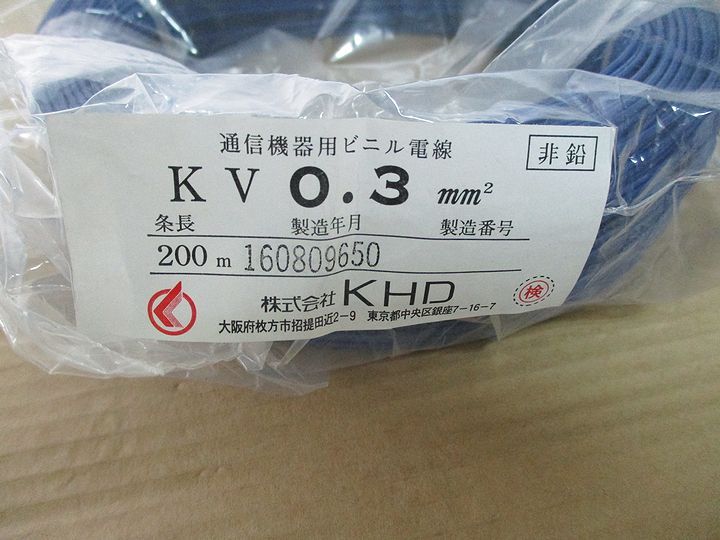 通信機器用ビニル電線
非鉛
KV 0.3 mm²
条長 製造年月 製造番号
200m 160809650
株式会社KHD
検
大阪府枚方市招提田近2-9 東京都中央区銀座7-16-7